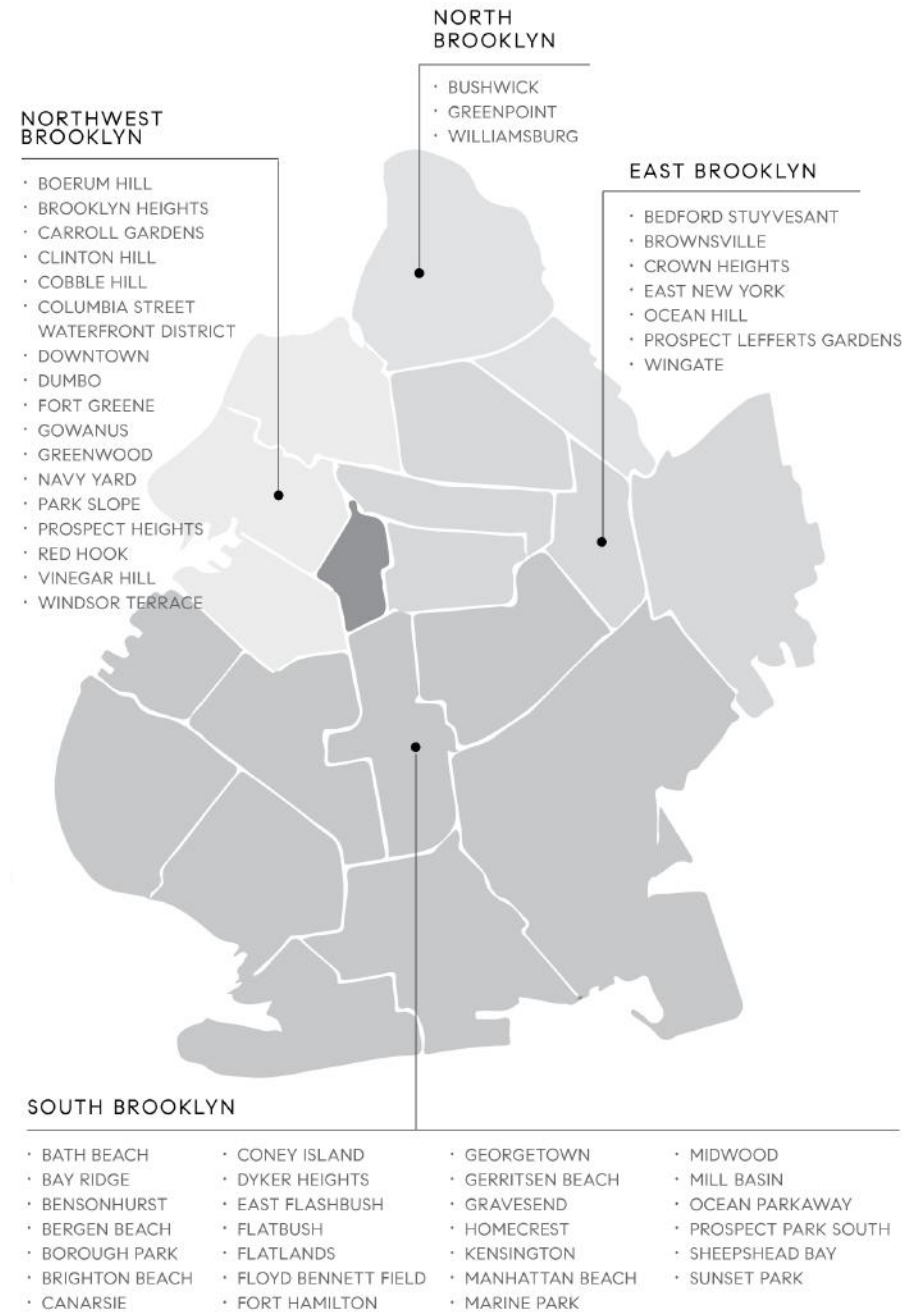 NORTH
BROOKLYN
· BUSHWICK
· GREENPOINT
· WILLIAMSBURG
NORTHWEST
BROOKLYN
· BOERUM HILL
· BROOKLYN HEIGHTS
· CARROLL GARDENS
· CLINTON HILL
· COBBLE HILL
· COLUMBIA STREET
WATERFRONT DISTRICT
· DOWNTOWN
· DUMBO
· FORT GREENE
· GOWANUS
· GREENWOOD
· NAVY YARD
· PARK SLOPE
· PROSPECT HEIGHTS
· RED HOOK
· VINEGAR HILL
· WINDSOR TERRACE
EAST BROOKLYN
· BEDFORD STUYVESANT
· BROWNSVILLE
· CROWN HEIGHTS
· EAST NEW YORK
· OCEAN HILL
· PROSPECT LEFFERTS GARDENS
· WINGATE
SOUTH BROOKLYN
· BATH BEACH
· BAY RIDGE
· BENSONHURST
· BERGEN BEACH
· BOROUGH PARK
· BRIGHTON BEACH
· CANARSIE
· CONEY ISLAND
· DYKER HEIGHTS
· EAST FLASHBUSH
· FLATBUSH
· FLATLANDS
· FLOYD BENNETT FIELD
· FORT HAMILTON
· GEORGETOWN
· GERRITSEN BEACH
· GRAVESEND
· HOMECREST
· KENSINGTON
· MANHATTAN BEACH
· MARINE PARK
· MIDWOOD
· MILL BASIN
· OCEAN PARKAWAY
· PROSPECT PARK SOUTH
· SHEEPSHEAD BAY
· SUNSET PARK